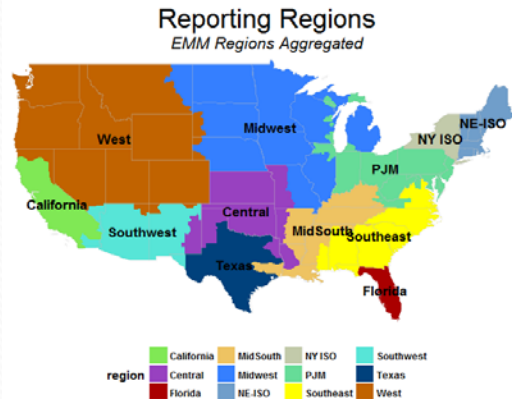 Reporting Regions
EMM Regions Aggregated
NE-ISO
NY ISO
West
Midwest
PJM
California
Central
Southwest
MidSouth
Southeast
Texas
Florida
region
California
MidSouth
NY ISO
Southwest
Central
Midwest
PJM
Texas
Florida
NE-ISO
Southeast
West